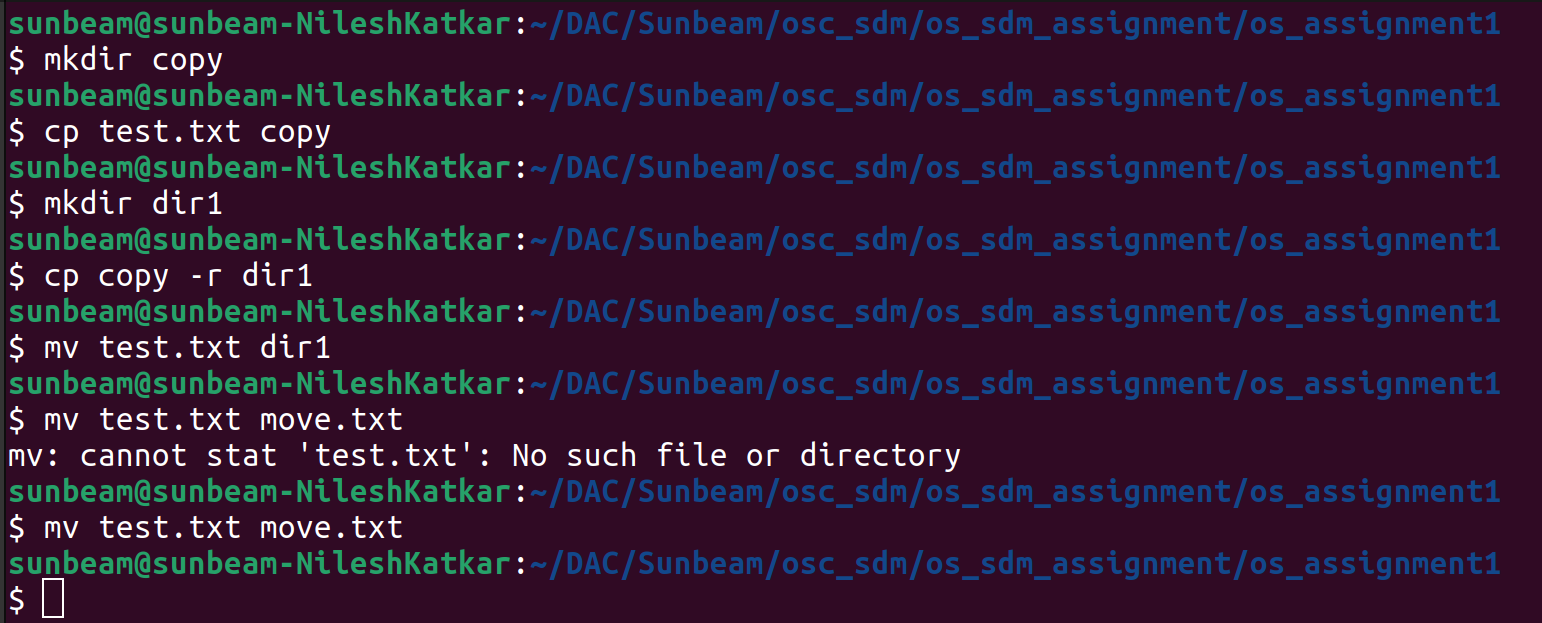 sunbeam@sunbeam-NileshKatkar:~/DAC/Sunbeam/osc_sdm/os_sdm_assignment/os_assignment1
$ mkdir copy
sunbeam@sunbeam-NileshKatkar:~/DAC/Sunbeam/osc_sdm/os_sdm_assignment/os_assignment1
$ cp test.txt copy
sunbeam@sunbeam-NileshKatkar:~/DAC/Sunbeam/osc_sdm/os_sdm_assignment/os_assignment1
$ mkdir dir1
sunbeam@sunbeam-NileshKatkar:~/DAC/Sunbeam/osc_sdm/os_sdm_assignment/os_assignment1
$ cp copy -r dir1
sunbeam@sunbeam-NileshKatkar:~/DAC/Sunbeam/osc_sdm/os_sdm_assignment/os_assignment1
$ mv test.txt dir1
sunbeam@sunbeam-NileshKatkar:~/DAC/Sunbeam/osc_sdm/os_sdm_assignment/os_assignment1
$ mv test.txt move.txt
mv: cannot stat 'test.txt': No such file or directory
sunbeam@sunbeam-NileshKatkar:~/DAC/Sunbeam/osc_sdm/os_sdm_assignment/os_assignment1
$ mv test.txt move.txt
sunbeam@sunbeam-NileshKatkar:~/DAC/Sunbeam/osc_sdm/os_sdm_assignment/os_assignment1
$